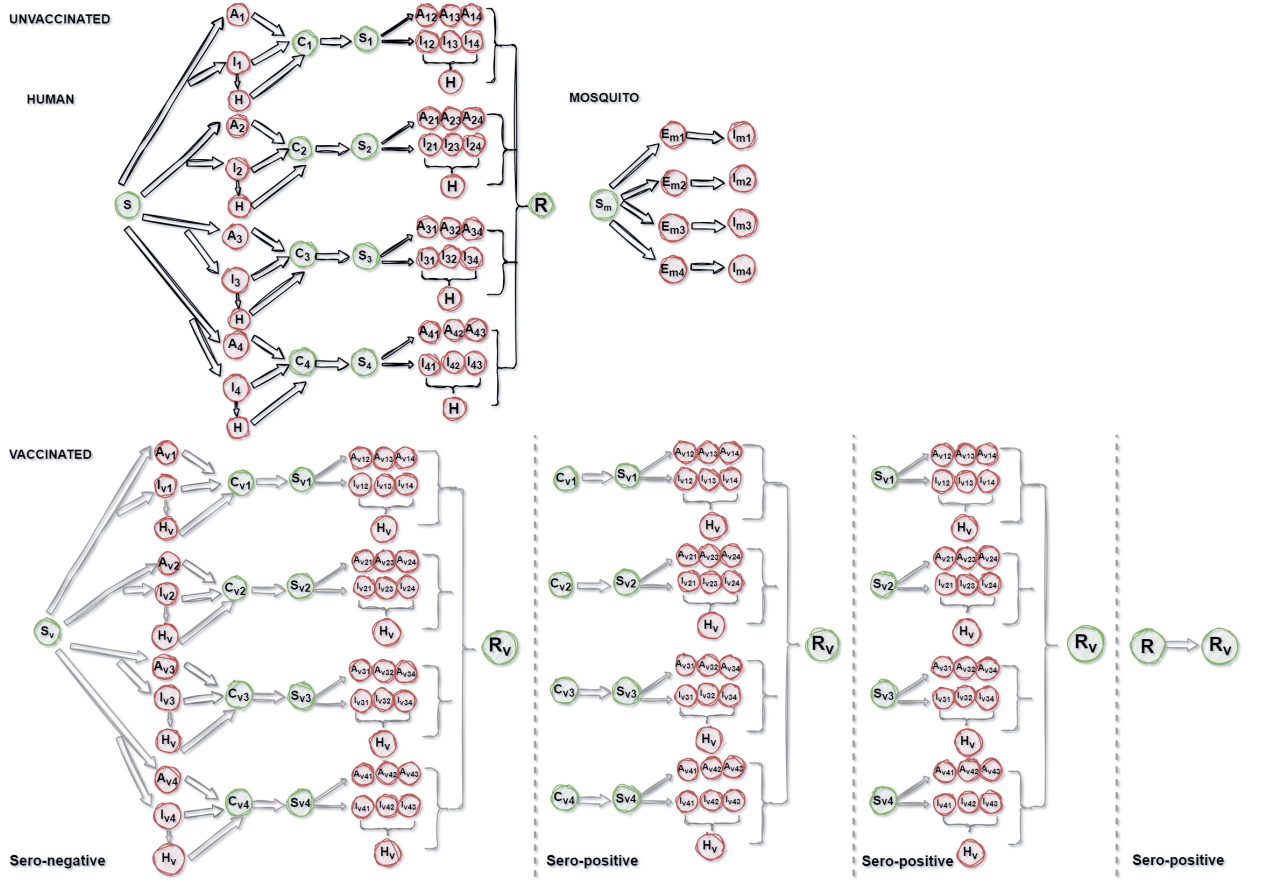 UNVACCINATED
HUMAN
MOSQUITO
S
A1
I1
H
C1
S1
A12 A13 A14
I12 I13 I14
H
A2
I2
H
C2
S2
A21 A23 A24
I21 I23 I24
H
A3
I3
H
C3
S3
A31 A32 A34
I31 I32 I34
H
A4
I4
H
C4
S4
A41 A42 A43
I41 I42 I43
H
R
Sm
Em1 Im1
Em2 Im2
Em3 Im3
Em4 Im4
VACCINATED
Sv
Av1
Iv1
Hv
Cv1
Sv1
Av12 Av13 Av14
Iv12 Iv13 Iv14
Hv
Av2
Iv2
Hv
Cv2
Sv2
Av21 Av23 Av24
Iv21 Iv23 Iv24
Hv
Av3
Iv3
Hv
Cv3
Sv3
Av31 Av32 Av34
Iv31 Iv32 Iv34
Hv
Av4
Iv4
Hv
Cv4
Sv4
Av41 Av42 Av43
Iv41 Iv42 Iv43
Hv
Rv
Sero-negative
Cv1 Sv1
Av12 Av13 Av14
Iv12 Iv13 Iv14
Hv
Cv2 Sv2
Av21 Av23 Av24
Iv21 Iv23 Iv24
Hv
Cv3 Sv3
Av31 Av32 Av34
Iv31 Iv32 Iv34
Hv
Cv4 Sv4
Av41 Av42 Av43
Iv41 Iv42 Iv43
Hv
Rv
Sero-positive
Sv1
Av12 Av13 Av14
Iv12 Iv13 Iv14
Hv
Sv2
Av21 Av23 Av24
Iv21 Iv23 Iv24
Hv
Sv3
Av31 Av32 Av34
Iv31 Iv32 Iv34
Hv
Sv4
Av41 Av42 Av43
Iv41 Iv42 Iv43
Hv
Rv
Sero-positive
R Rv
Sero-positive